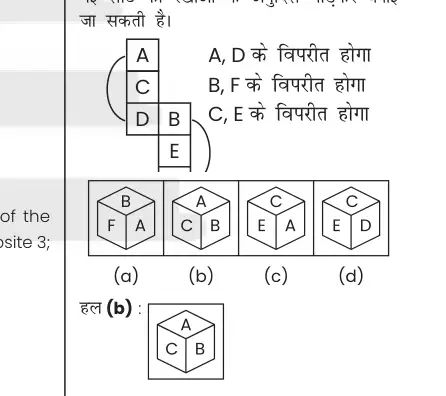 जा सकती है।
A
A, D के विपरीत होगा
C
B, F के विपरीत होगा
D B
C, E के विपरीत होगा
E
of the
osite 3;
B
F A
A
C B
C
E A
C
E D
(a) (b) (c) (d)
हल (b) :
A
C B